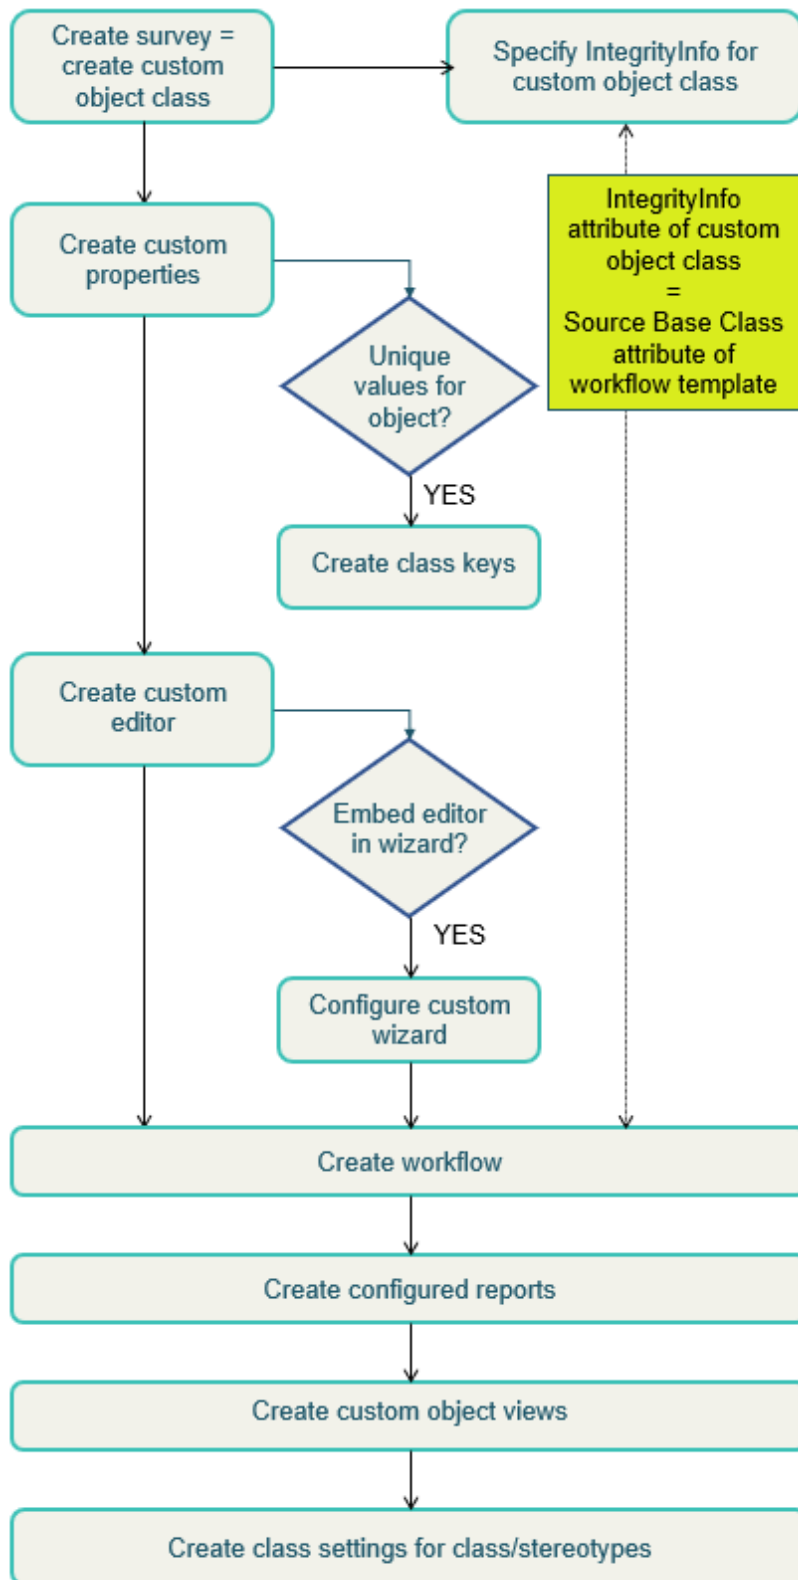 Create survey =
create custom
object class
Specify IntegrityInfo for
custom object class
IntegrityInfo
attribute of custom
object class
=
Source Base Class
attribute of
workflow template
Create custom
properties
Unique
values for
object?
YES
Create class keys
Create custom
editor
Embed editor
in wizard?
YES
Configure custom
wizard
Create workflow
Create configured reports
Create custom object views
Create class settings for class/stereotypes